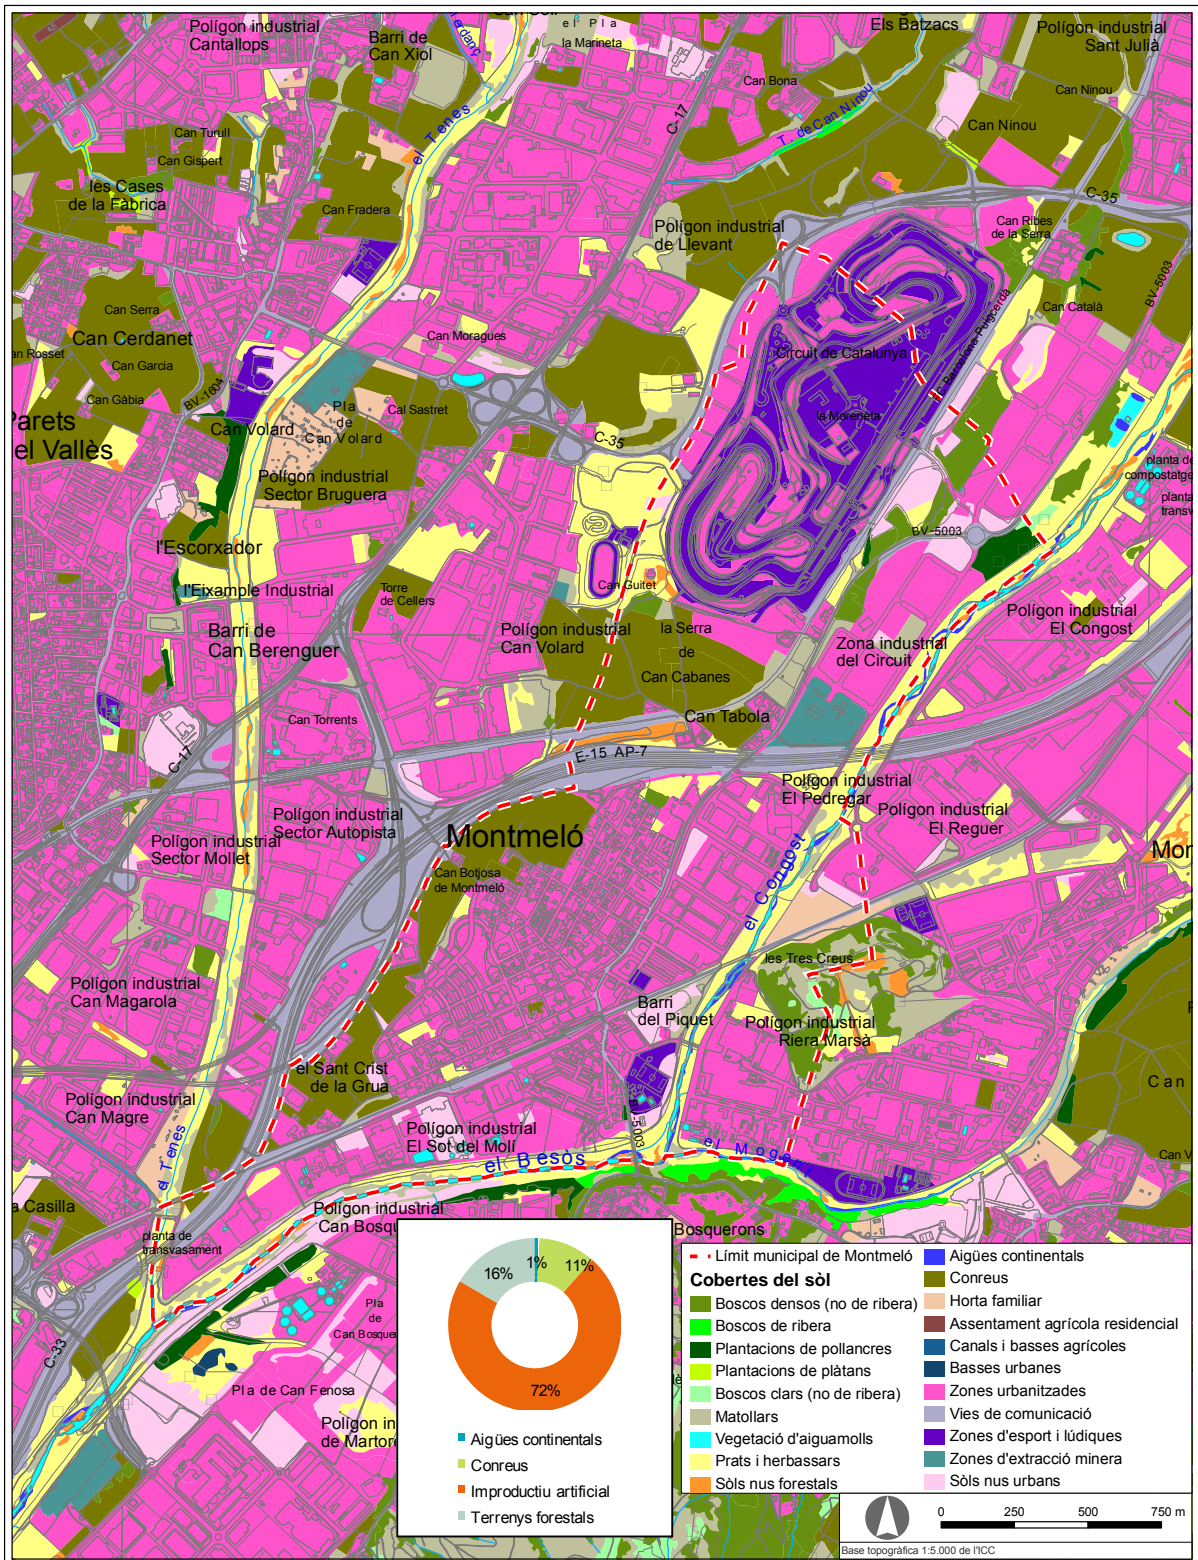 Polígon industrial
Cantallops
Barri de
Can Xiol
el Pla
la Marineta
Els Batzacs
Polígon industrial
Sant Julià
Can Bona
Can Ninou
Can Ninou
C-17
T. de Can Ninou
el Tenes
Can Turull
Can Gispert
les Cases
de la Fàbrica
Can Fradera
Polígon industrial
de Llevant
C-35
Can Ribes
de la Serra
BV-5003
Can Català
Can Serra
Can Cerdanet
Can Garcia
Can Gàbia
BV-1604
Can Moragues
Circuit de Catalunya
la Moreneta
Parets
el Vallès
Can Volard
Pla
de
Can Volard
Cal Sastret
C-35
Polígon industrial
Sector Bruguera
planta de
compostatge
l'Escorxador
BV-5003
l'Eixample Industrial
Torre
de Cellers
Can Guitet
Polígon industrial
El Congost
Barri de
Can Berenguer
Polígon industrial
Can Volard
la Serra
de
Can Cabanes
Zona industrial
del Circuit
Can Torrents
Can Tabola
C-17
E-15 AP-7
Polígon industrial
El Pedregar
Polígon industrial
El Reguer
Polígon industrial
Sector Autopista
Polígon industrial
Sector Mollet
Montmeló
Can Botjosa
de Montmeló
el Congost
les Tres Creus
Polígon industrial
Can Magarola
Barri
del Piquet
Polígon industrial
Riera Marsà
el Sant Crist
de la Grua
Polígon industrial
Can Magre
Polígon industrial
El Sot del Molí
BV-5003
el Tenes
el Besòs
el Mogent
a Casilla
Polígon industrial
planta de
transvasament
Bosquerons
Pla
de
C-33
Pla de Can Fenosa
16%
1%
11%
72%
Aigües continentals
Conreus
Improductiu artificial
Terrenys forestals
Límit municipal de Montmeló
Cobertes del sòl
Boscos densos (no de ribera)
Boscos de ribera
Plantacions de pollancres
Plantacions de plàtans
Boscos clars (no de ribera)
Matollars
Vegetació d'aiguamolls
Prats i herbassars
Sòls nus forestals
Aigües continentals
Conreus
Horta familiar
Assentament agrícola residencial
Canals i basses agrícoles
Basses urbanes
Zones urbanitzades
Vies de comunicació
Zones d'esport i lúdiques
Zones d'extracció minera
Sòls nus urbans
0 250 500 750 m
Base topogràfica 1:5.000 de l'ICC